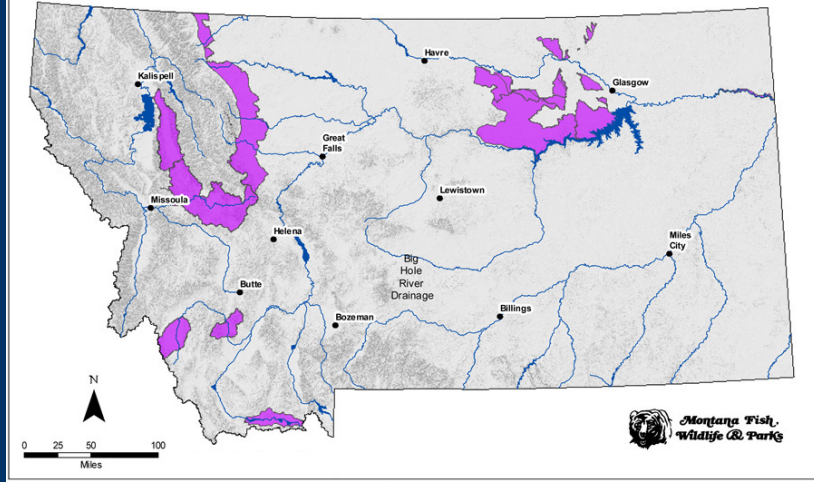 Havre
Kalispell
Glasgow
Great
Falls
Lewistown
Missoula
Helena
Miles
City
Big
Hole
River
Drainage
Butte
Billings
Bozeman
N
0 25 50 100
Miles
Montana Fish,
Wildlife & Parks